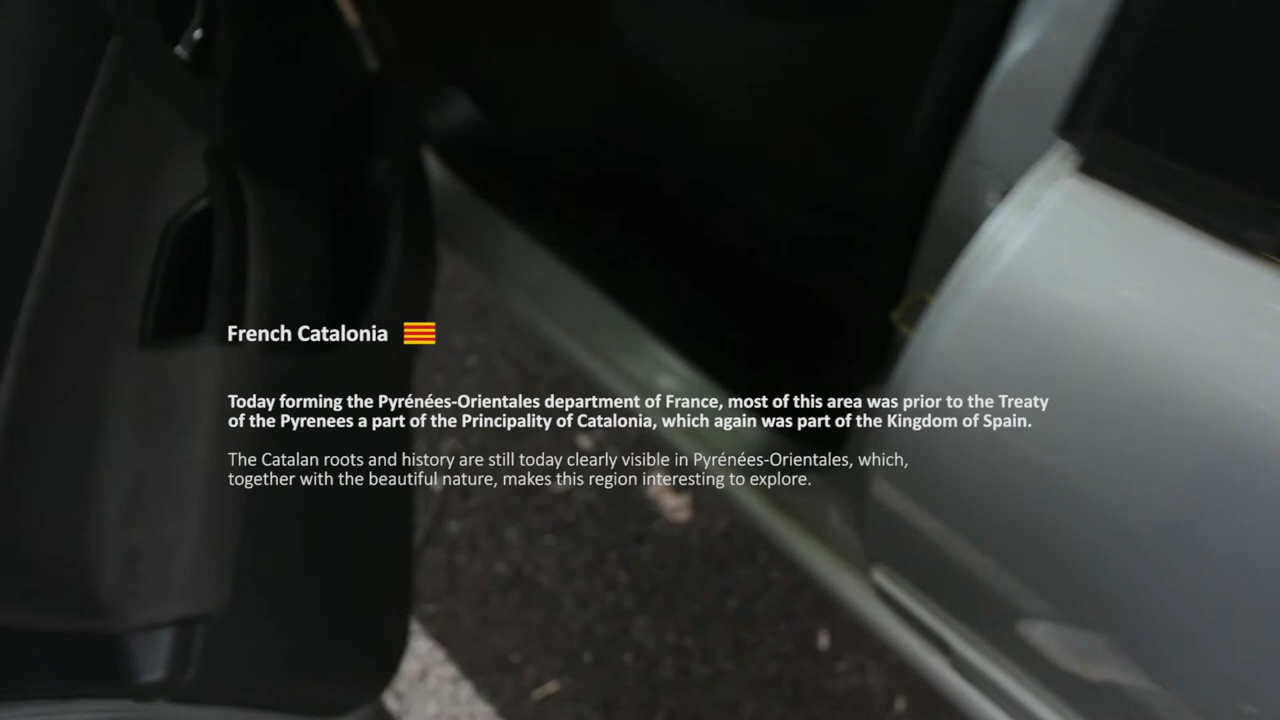 French Catalonia
Today forming the Pyrénées-Orientales department of France, most of this area was prior to the Treaty
of the Pyrenees a part of the Principality of Catalonia, which again was part of the Kingdom of Spain.
The Catalan roots and history are still today clearly visible in Pyrénées-Orientales, which,
together with the beautiful nature, makes this region interesting to explore.